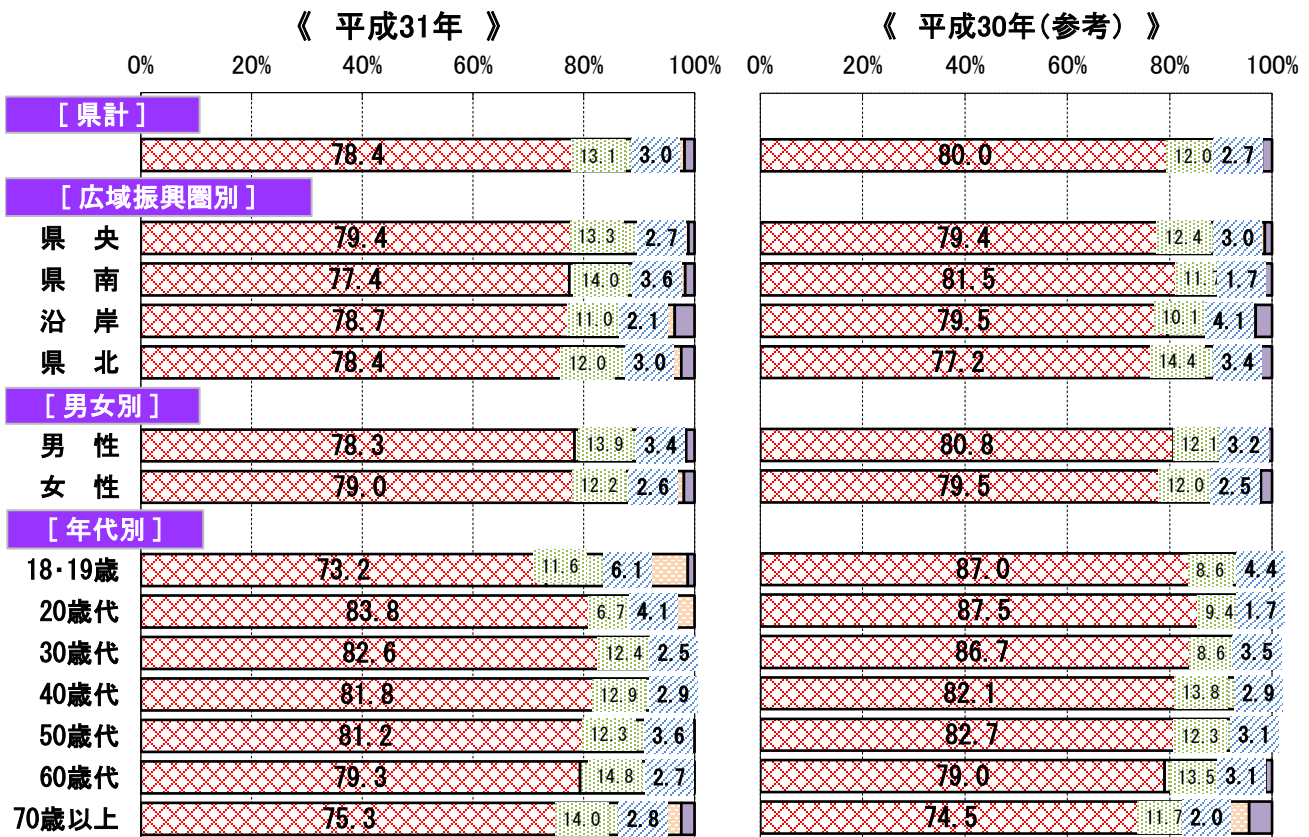 《 平成31年 》 《 平成30年（参考） 》
0% 20% 40% 60% 80% 100% 0% 20% 40% 60% 80% 100%
［ 県計 ］
78.4 13.1 3.0 80.0 12.0 2.7
［ 広域振興圏別 ］
県 央 79.4 13.3 2.7 79.4 12.4 3.0
県 南 77.4 14.0 3.6 81.5 11. 1.7
沿 岸 78.7 11.0 2.1 79.5 10.1 4.1
県 北 78.4 12.0 3.0 77.2 14.4 3.4
［ 男女別 ］
男 性 78.3 13.9 3.4 80.8 12.1 3.2
女 性 79.0 12.2 2.6 79.5 12.0 2.5
［ 年代別 ］
18・19歳 73.2 11.6 6.1 87.0 8.6 4.4
20歳代 83.8 6.7 4.1 87.5 9.4 1.7
30歳代 82.6 12.4 2.5 86.7 8.6 3.5
40歳代 81.8 12.9 2.9 82.1 13.8 2.9
50歳代 81.2 12.3 3.6 82.7 12.3 3.1
60歳代 79.3 14.8 2.7 79.0 13.5 3.1
70歳以上 75.3 14.0 2.8 74.5 11.7 2.0